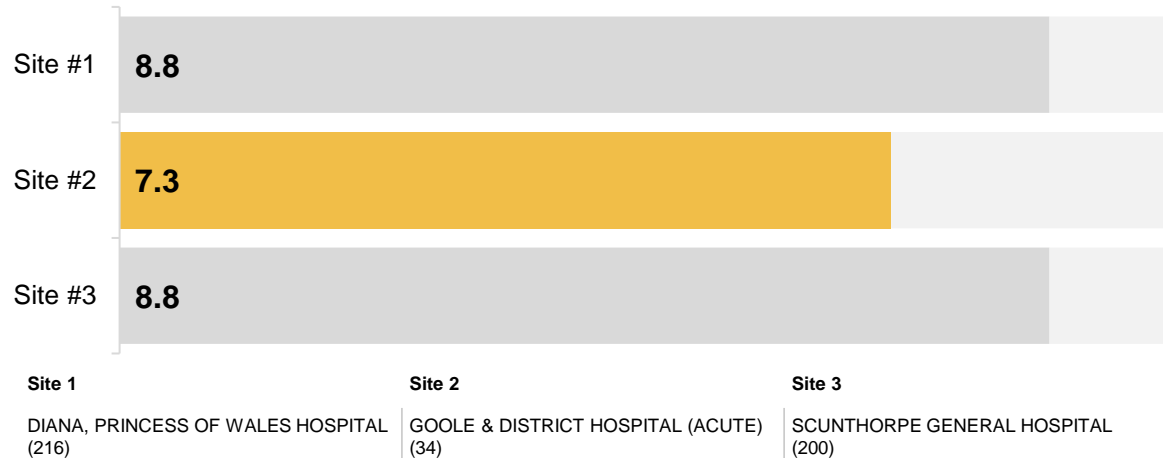 Site #1
8.8
Site #2
7.3
Site #3
8.8
Site 1
DIANA, PRINCESS OF WALES HOSPITAL
(216)
Site 2
GOOLE & DISTRICT HOSPITAL (ACUTE)
(34)
Site 3
SCUNTHORPE GENERAL HOSPITAL
(200)